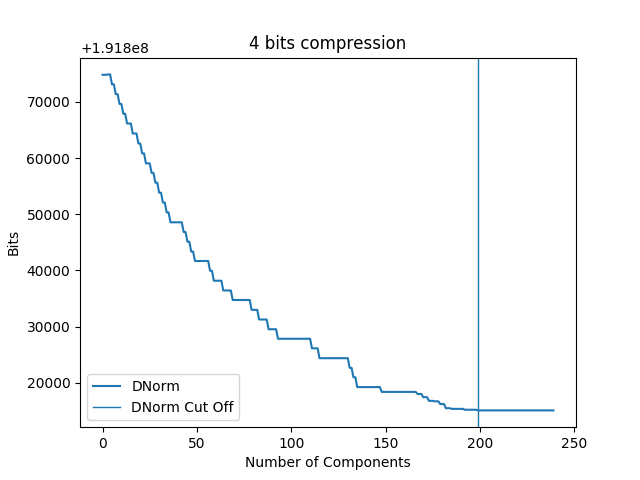 4 bits compression
+1.918e8
70000
60000
50000
40000
30000
20000
Bits
DNorm
DNorm Cut Off
0 50 100 150 200 250
Number of Components